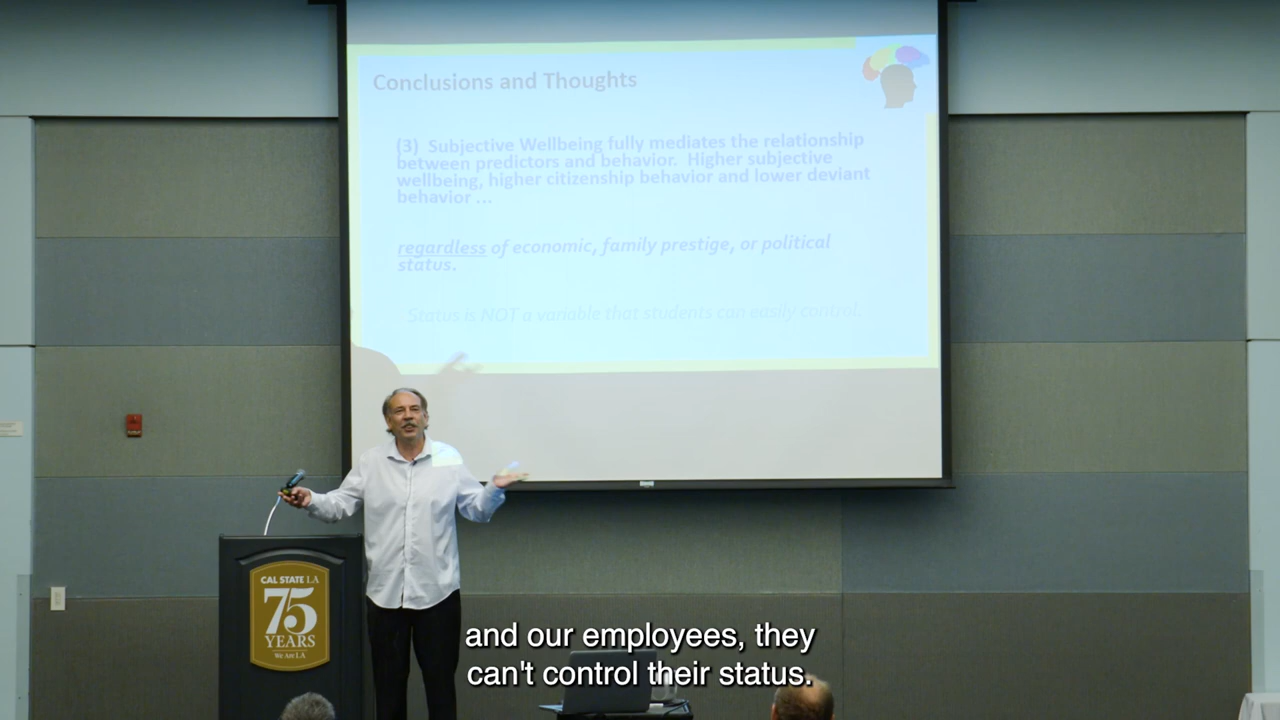 Conclusions and Thoughts
(3) Subjective Wellbeing fully mediates the relationship
between predictors and behavior. Higher subjective
wellbeing, higher citizenship behavior and lower deviant
behavior ...
regardless of economic, family prestige, or political
status.
Status is NOT a variable that students can easily control.
CAL STATE LA
75
YEARS
We Are LA
and our employees, they
can't control their status.